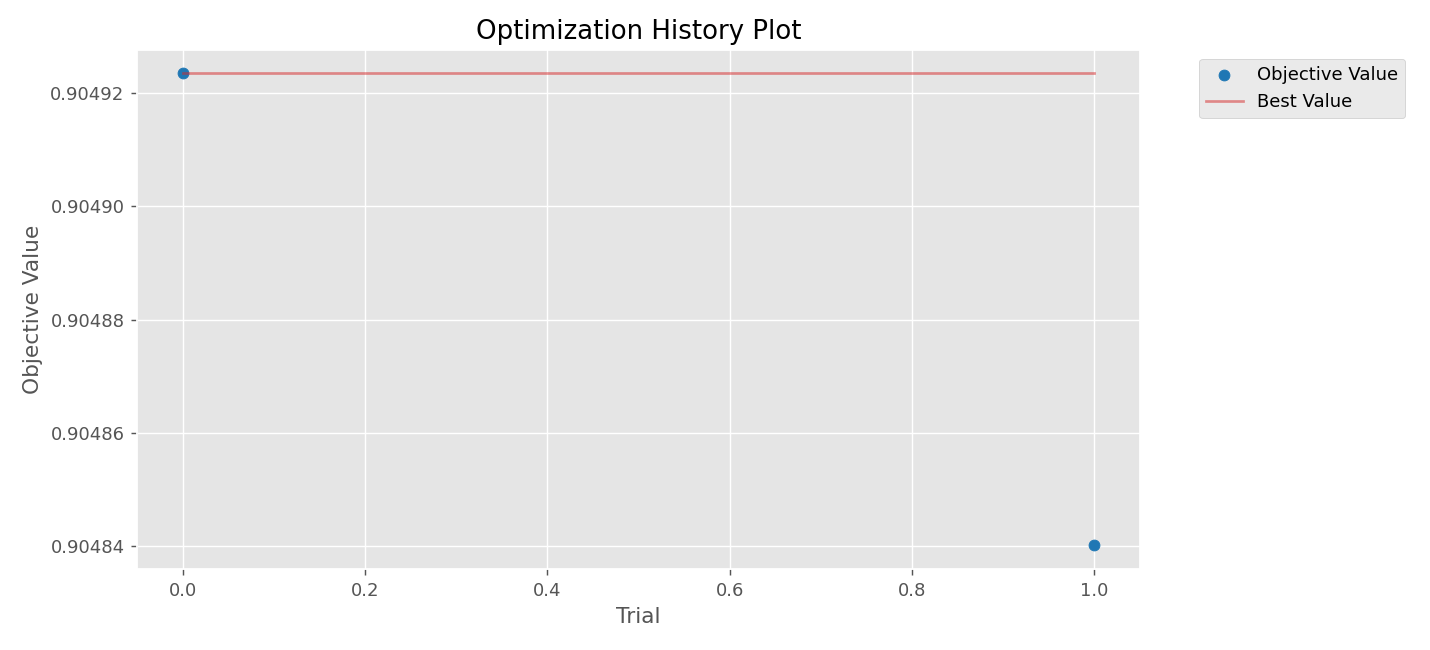 Optimization History Plot
Objective Value
Best Value
0.90492
0.90490
0.90488
0.90486
0.90484
Objective Value
0.0 0.2 0.4 0.6 0.8 1.0
Trial